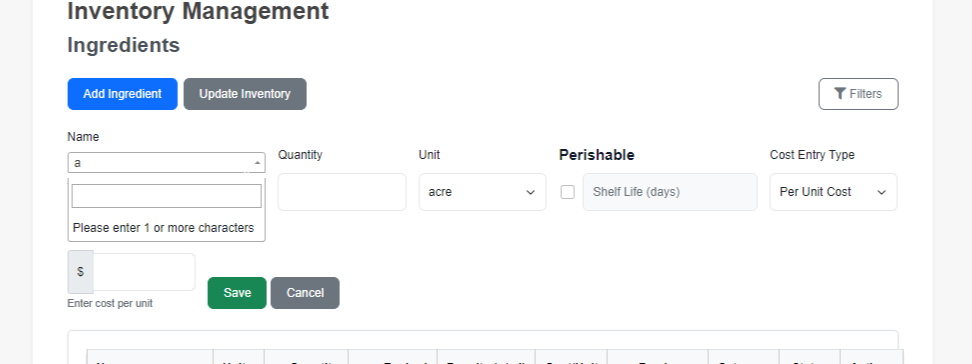 Inventory Management
Ingredients
Add Ingredient Update Inventory Filters
Name
Quantity Unit Perishable Cost Entry Type
a
acre Shelf Life (days) Per Unit Cost
Please enter 1 or more characters
$
Save Cancel
Enter cost per unit